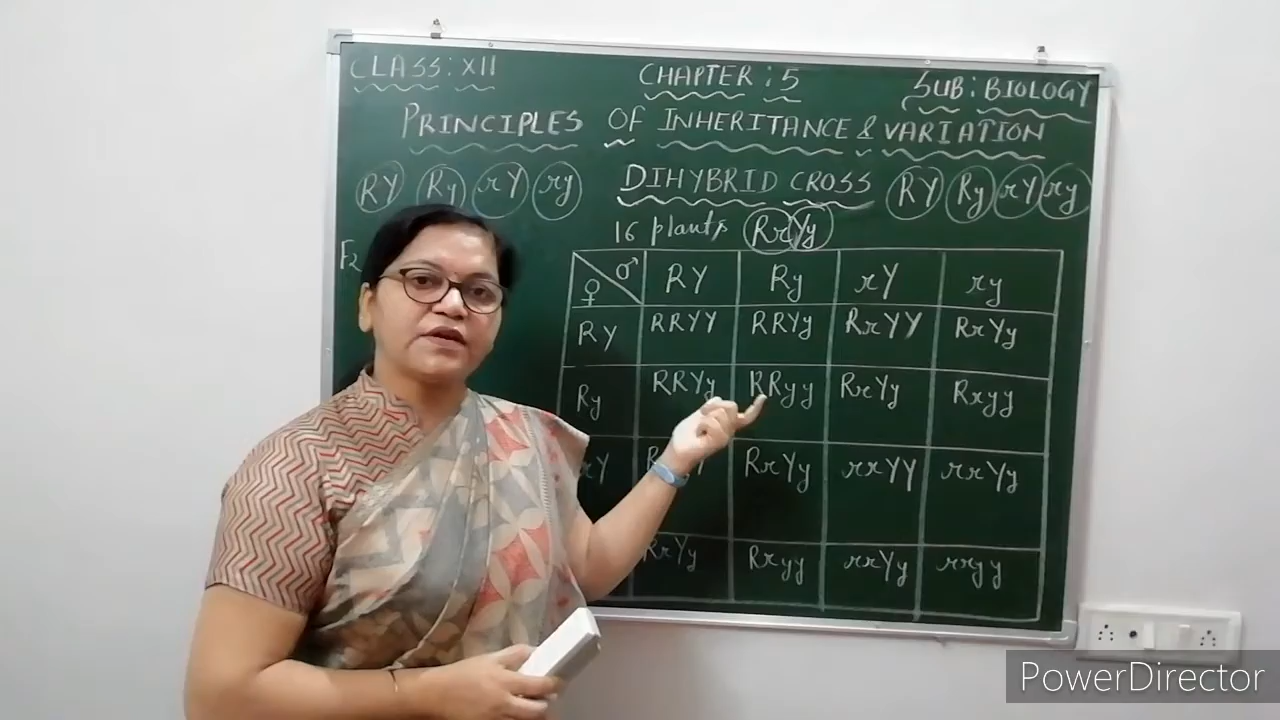 CLASS: XII CHAPTER: 5 SUB: BIOLOGY
PRINCIPLES OF INHERITANCE & VARIATION
RY Ry rY ry DIHYBRID CROSS RY Ry rY ry
16 plants RrYy
F2
♀ ♂ RY Ry rY ry
RY RRYY RRYy RrYY RrYy
Ry RRYy RRyy RrYy Rryy
RrYy rrYY rrYy
RrYy Rryy rrYy rryy
PowerDirector